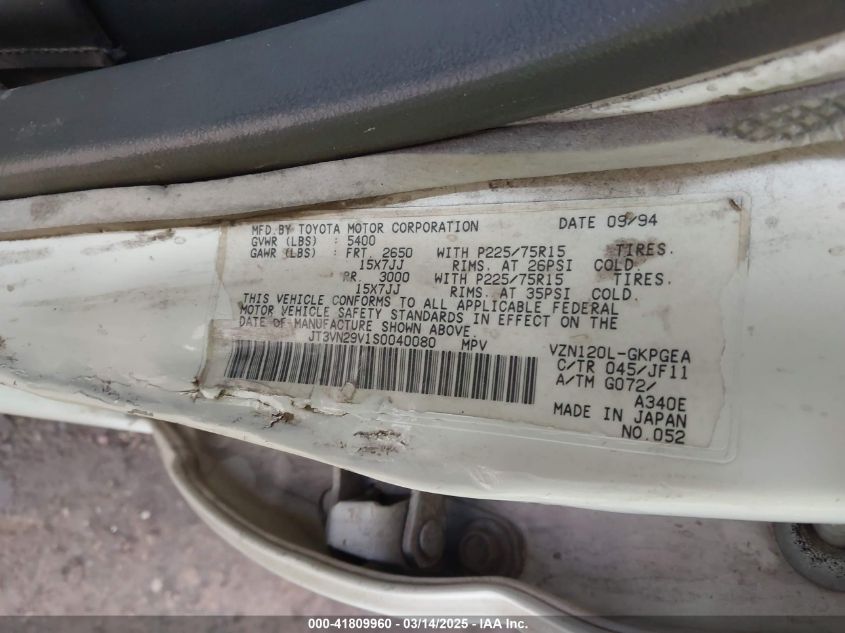 MFD.BY TOYOTA MOTOR CORPORATION DATE 09/94
GVWR (LBS) : 5400
GAWR (LBS) : FRT. 2650 WITH P225/75R15 TIRES.
15X7JJ RIMS. AT 26PSI COLD.
RR. 3000 WITH P225/75R15 TIRES.
15X7JJ RIMS. AT 35PSI COLD.
THIS VEHICLE CONFORMS TO ALL APPLICABLE FEDERAL
MOTOR VEHICLE SAFETY STANDARDS IN EFFECT ON THE
DATE OF MANUFACTURE SHOWN ABOVE.
JT3VN29V1S0040080 MPV VZN120L-GKPGEA
C/TR 045/JF11
A/TM G072/
A340E
MADE IN JAPAN
NO.052
000-41809960 - 03/14/2025 - IAA Inc.